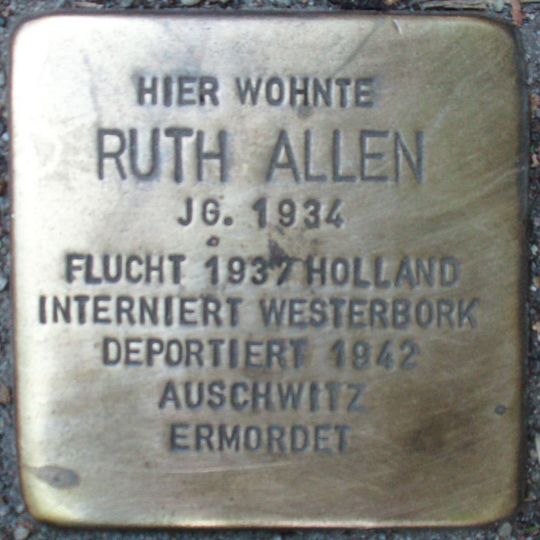 HIER WOHNTE
RUTH ALLEN
JG. 1934
FLUCHT 1937 HOLLAND
INTERNIERT WESTERBORK
DEPORTIERT 1942
AUSCHWITZ
ERMORDET